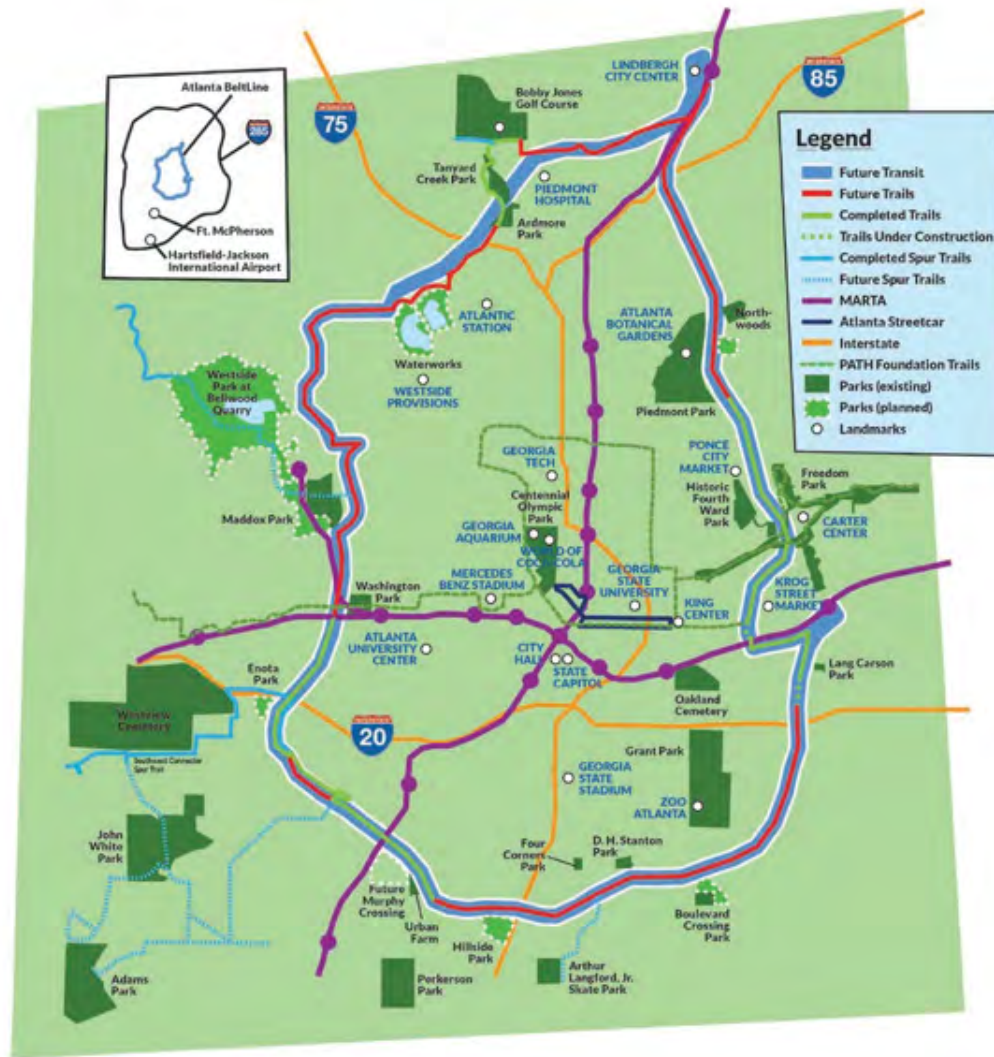 Atlanta BeltLine
INTERSTATE
285
Ft. McPherson
Hartsfield-Jackson
International Airport
INTERSTATE
75
Bobby Jones
Golf Course
LINDBERGH
CITY CENTER
INTERSTATE
85
Tanyard
Creek Park
PIEDMONT
HOSPITAL
Ardmore
Park
Legend
Future Transit
Future Trails
Completed Trails
Trails Under Construction
Completed Spur Trails
Future Spur Trails
MARTA
Atlanta Streetcar
Interstate
PATH Foundation Trails
Parks (existing)
Parks (planned)
Landmarks
ATLANTIC
STATION
ATLANTA
BOTANICAL
GARDENS
North-
woods
Waterworks
WESTSIDE
PROVISIONS
Westside
Park at
Bellwood
Quarry
Piedmont Park
PONCE
CITY
MARKET
GEORGIA
TECH
Centennial
Olympic
Park
Historic
Fourth
Ward
Park
Freedom
Park
CARTER
CENTER
Maddox Park
GEORGIA
AQUARIUM
WORLD OF
COCA COLA
Washington
Park
MERCEDES
BENZ STADIUM
GEORGIA
STATE
UNIVERSITY
KING
CENTER
KROG
STREET
MARKET
ATLANTA
UNIVERSITY
CENTER
CITY
HALL
STATE
CAPITOL
Lang Carson
Park
Enota
Park
Oakland
Cemetery
Westview
Cemetery
INTERSTATE
20
Southwest Connector
Spur Trail
Grant Park
GEORGIA
STATE
STADIUM
ZOO
ATLANTA
John
White
Park
Four
Corners
Park
D. H. Stanton
Park
Future
Murphy
Crossing
Urban
Farm
Hillside
Park
Boulevard
Crossing
Park
Adams
Park
Perkerson
Park
Arthur
Langford, Jr.
Skate Park